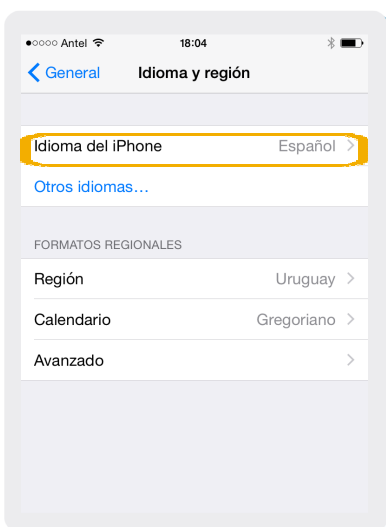 Antel 18:04
General Idioma y región
Idioma del iPhone Español
Otros idiomas...
FORMATOS REGIONALES
Región Uruguay
Calendario Gregoriano
Avanzado